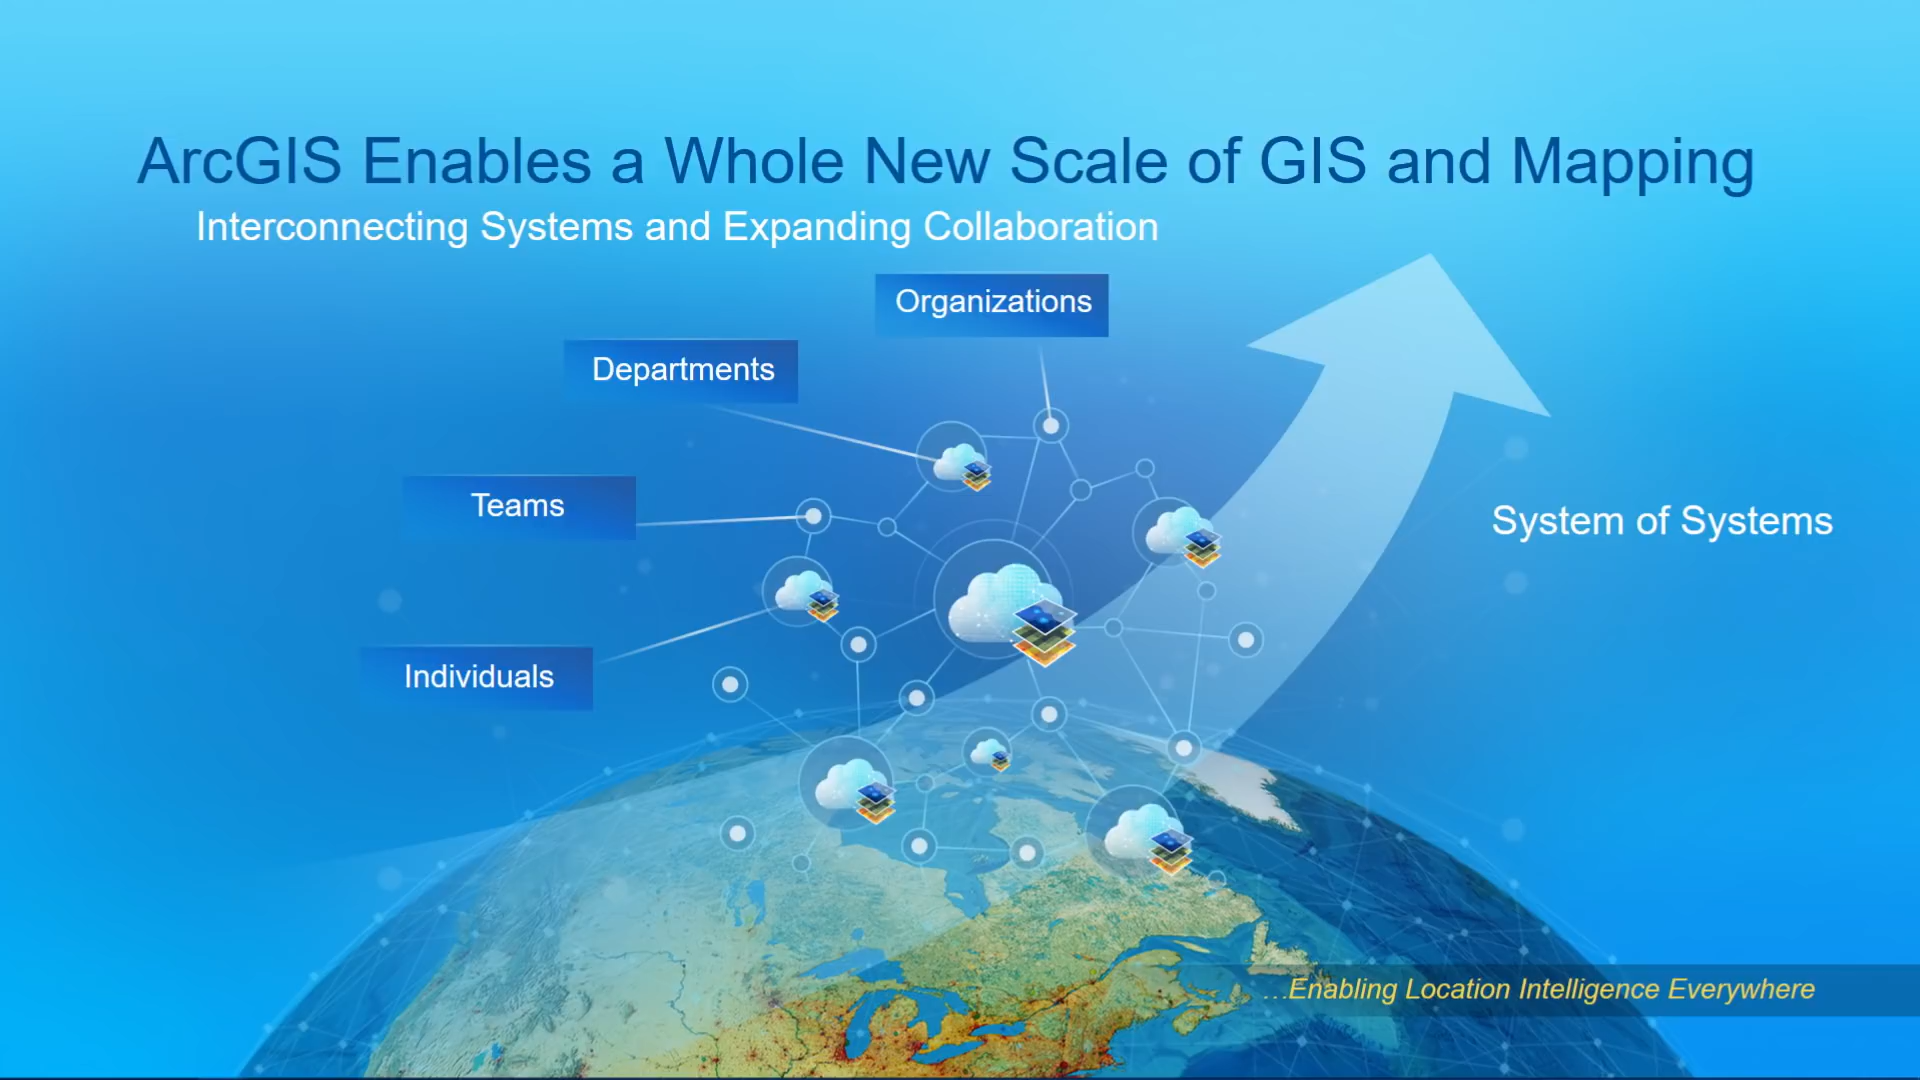 ArcGIS Enables a Whole New Scale of GIS and Mapping
Interconnecting Systems and Expanding Collaboration
Organizations
Departments
Teams
System of Systems
Individuals
…Enabling Location Intelligence Everywhere